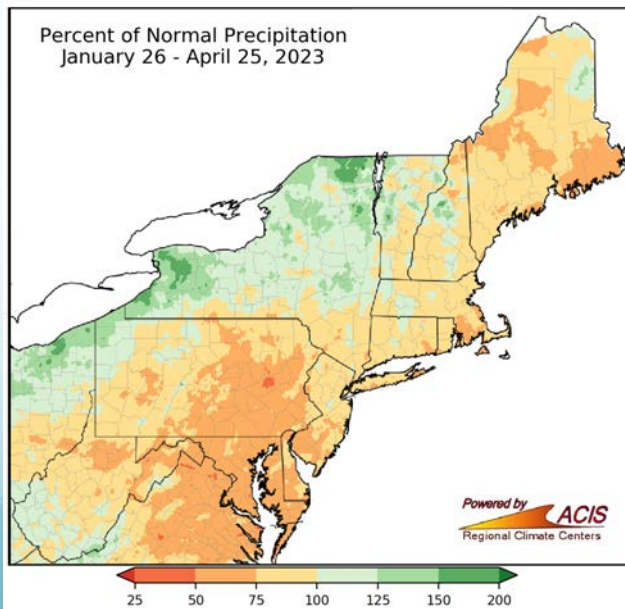 Percent of Normal Precipitation
January 26 - April 25, 2023
Powered by
ACIS
Regional Climate Centers
25 50 75 100 125 150 200